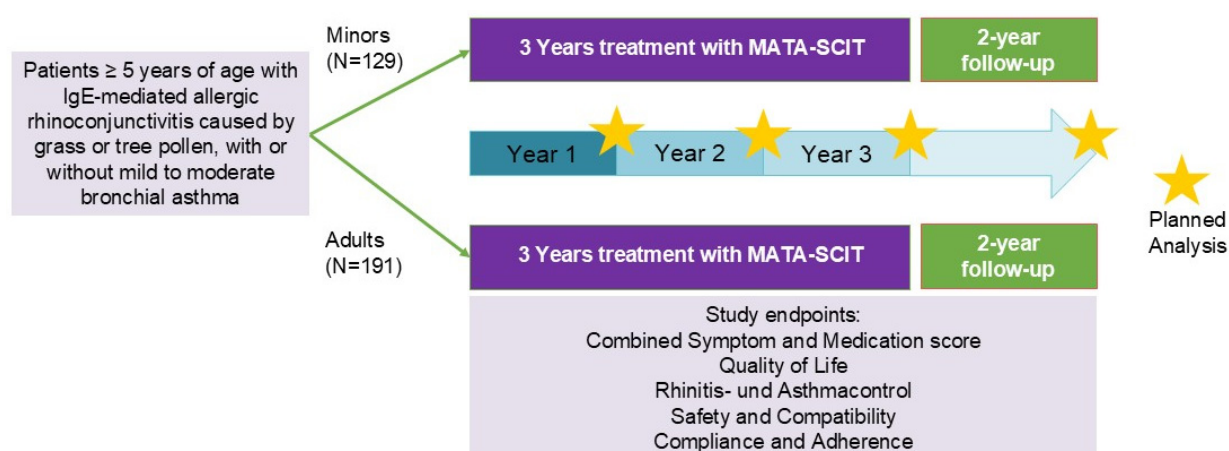 Patients ≥ 5 years of age with
IgE-mediated allergic
rhinoconjunctivitis caused by
grass or tree pollen, with or
without mild to moderate
bronchial asthma
Minors
(N=129)
3 Years treatment with MATA-SCIT
2-year
follow-up
Year 1
Year 2
Year 3
Planned
Analysis
Adults
(N=191)
3 Years treatment with MATA-SCIT
2-year
follow-up
Study endpoints:
Combined Symptom and Medication score
Quality of Life
Rhinitis- und Asthmacontrol
Safety and Compatibility
Compliance and Adherence